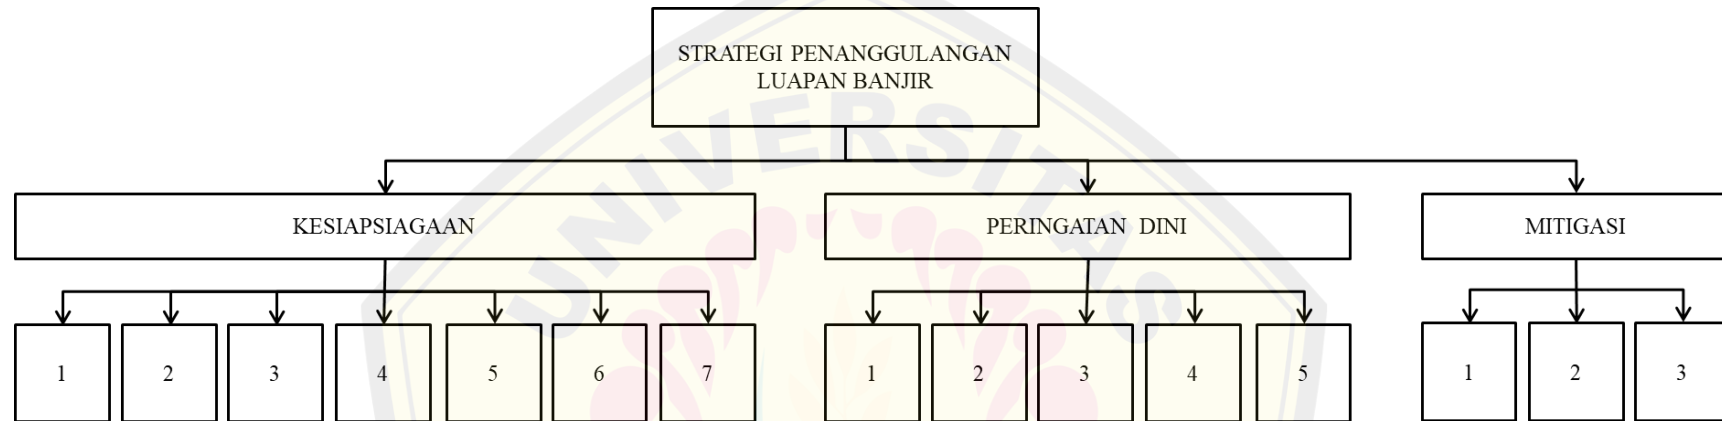 STRATEGI PENANGGULANGAN
LUAPAN BANJIR
UNIVERSITAS
KESIAPSIAGAAN
PERINGATAN DINI
MITIGASI
1 2 3 4 5 6 7
1 2 3 4 5
1 2 3